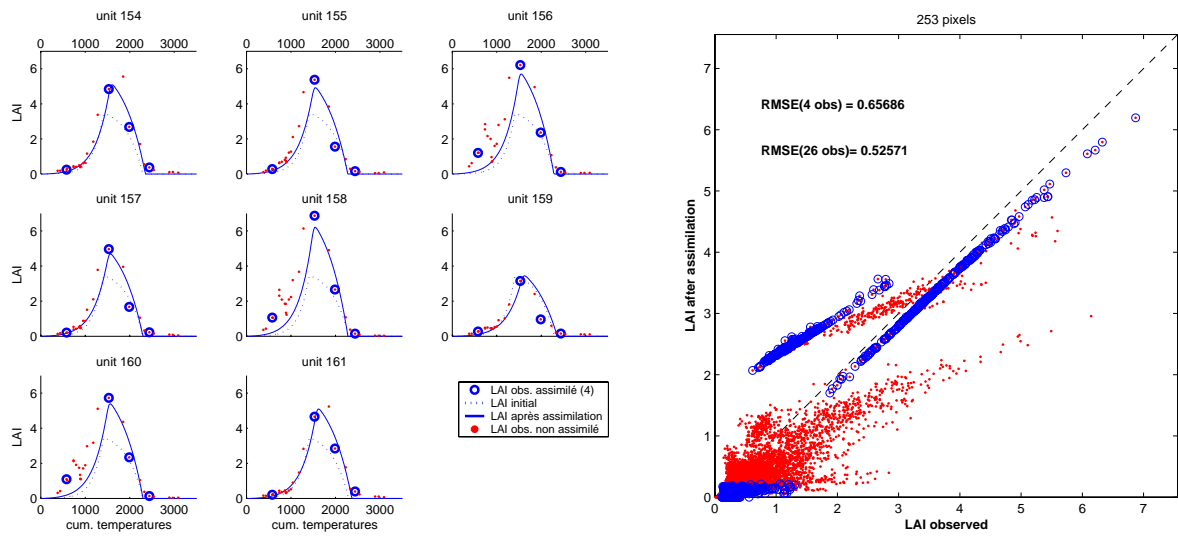 unit 154
unit 155
unit 156
0 1000 2000 3000
0 1000 2000 3000
0 1000 2000 3000
LAI
6
4
2
0
6
4
2
0
6
4
2
0
unit 157
unit 158
unit 159
6
4
2
0
6
4
2
0
6
4
2
0
unit 160
unit 161
LAI
6
4
2
0
6
4
2
0
0 1000 2000 3000
0 1000 2000 3000
cum. temperatures
cum. temperatures
LAI obs. assimilé (4)
LAI initial
LAI après assimilation
LAI obs. non assimilé
253 pixels
RMSE(4 obs) = 0.65686
RMSE(26 obs)= 0.52571
LAI after assimilation
7
6
5
4
3
2
1
0
0 1 2 3 4 5 6 7
LAI observed